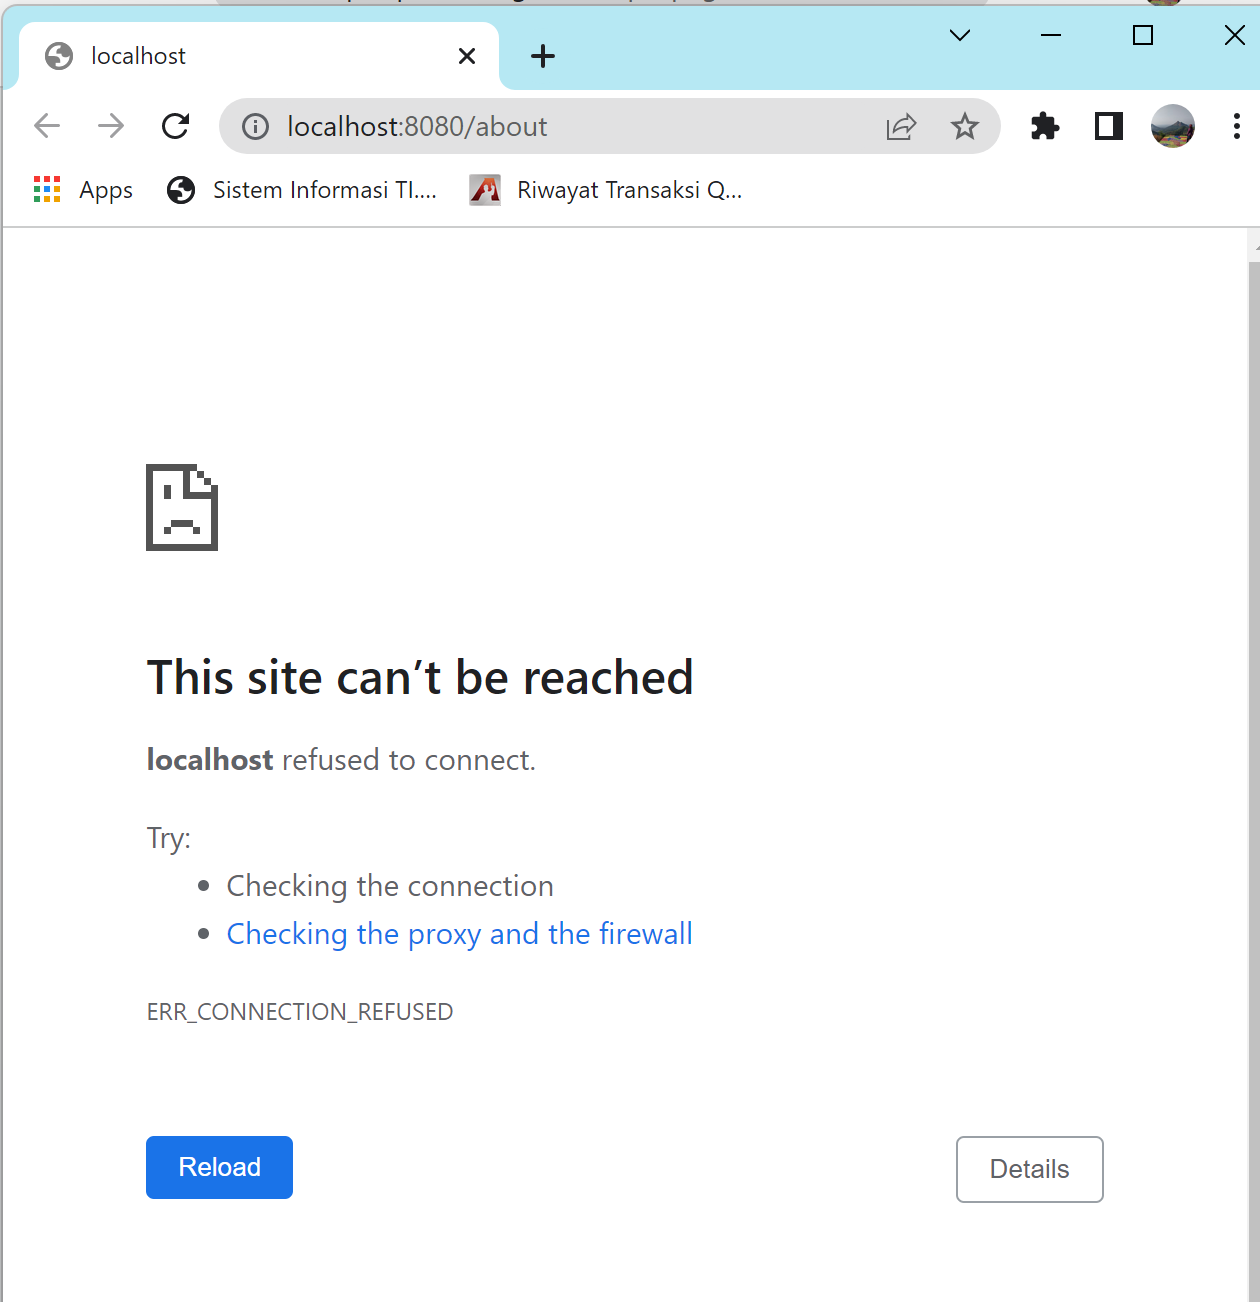 localhost
localhost:8080/about
Apps
Sistem Informasi TI....
Riwayat Transaksi Q...
This site can’t be reached
localhost refused to connect.
Try:
Checking the connection
Checking the proxy and the firewall
ERR_CONNECTION_REFUSED
Reload
Details